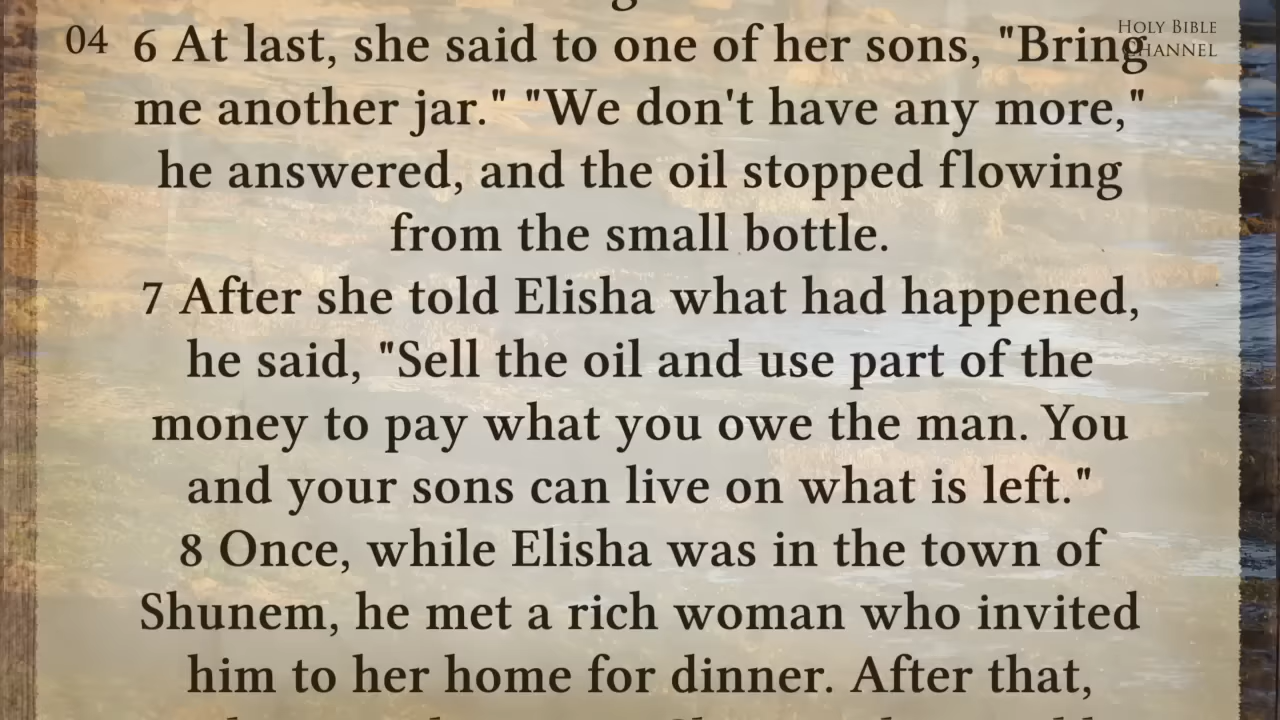 04
HOLY BIBLE
CHANNEL
6 At last, she said to one of her sons, "Bring
me another jar." "We don't have any more,"
he answered, and the oil stopped flowing
from the small bottle.
7 After she told Elisha what had happened,
he said, "Sell the oil and use part of the
money to pay what you owe the man. You
and your sons can live on what is left."
8 Once, while Elisha was in the town of
Shunem, he met a rich woman who invited
him to her home for dinner. After that,